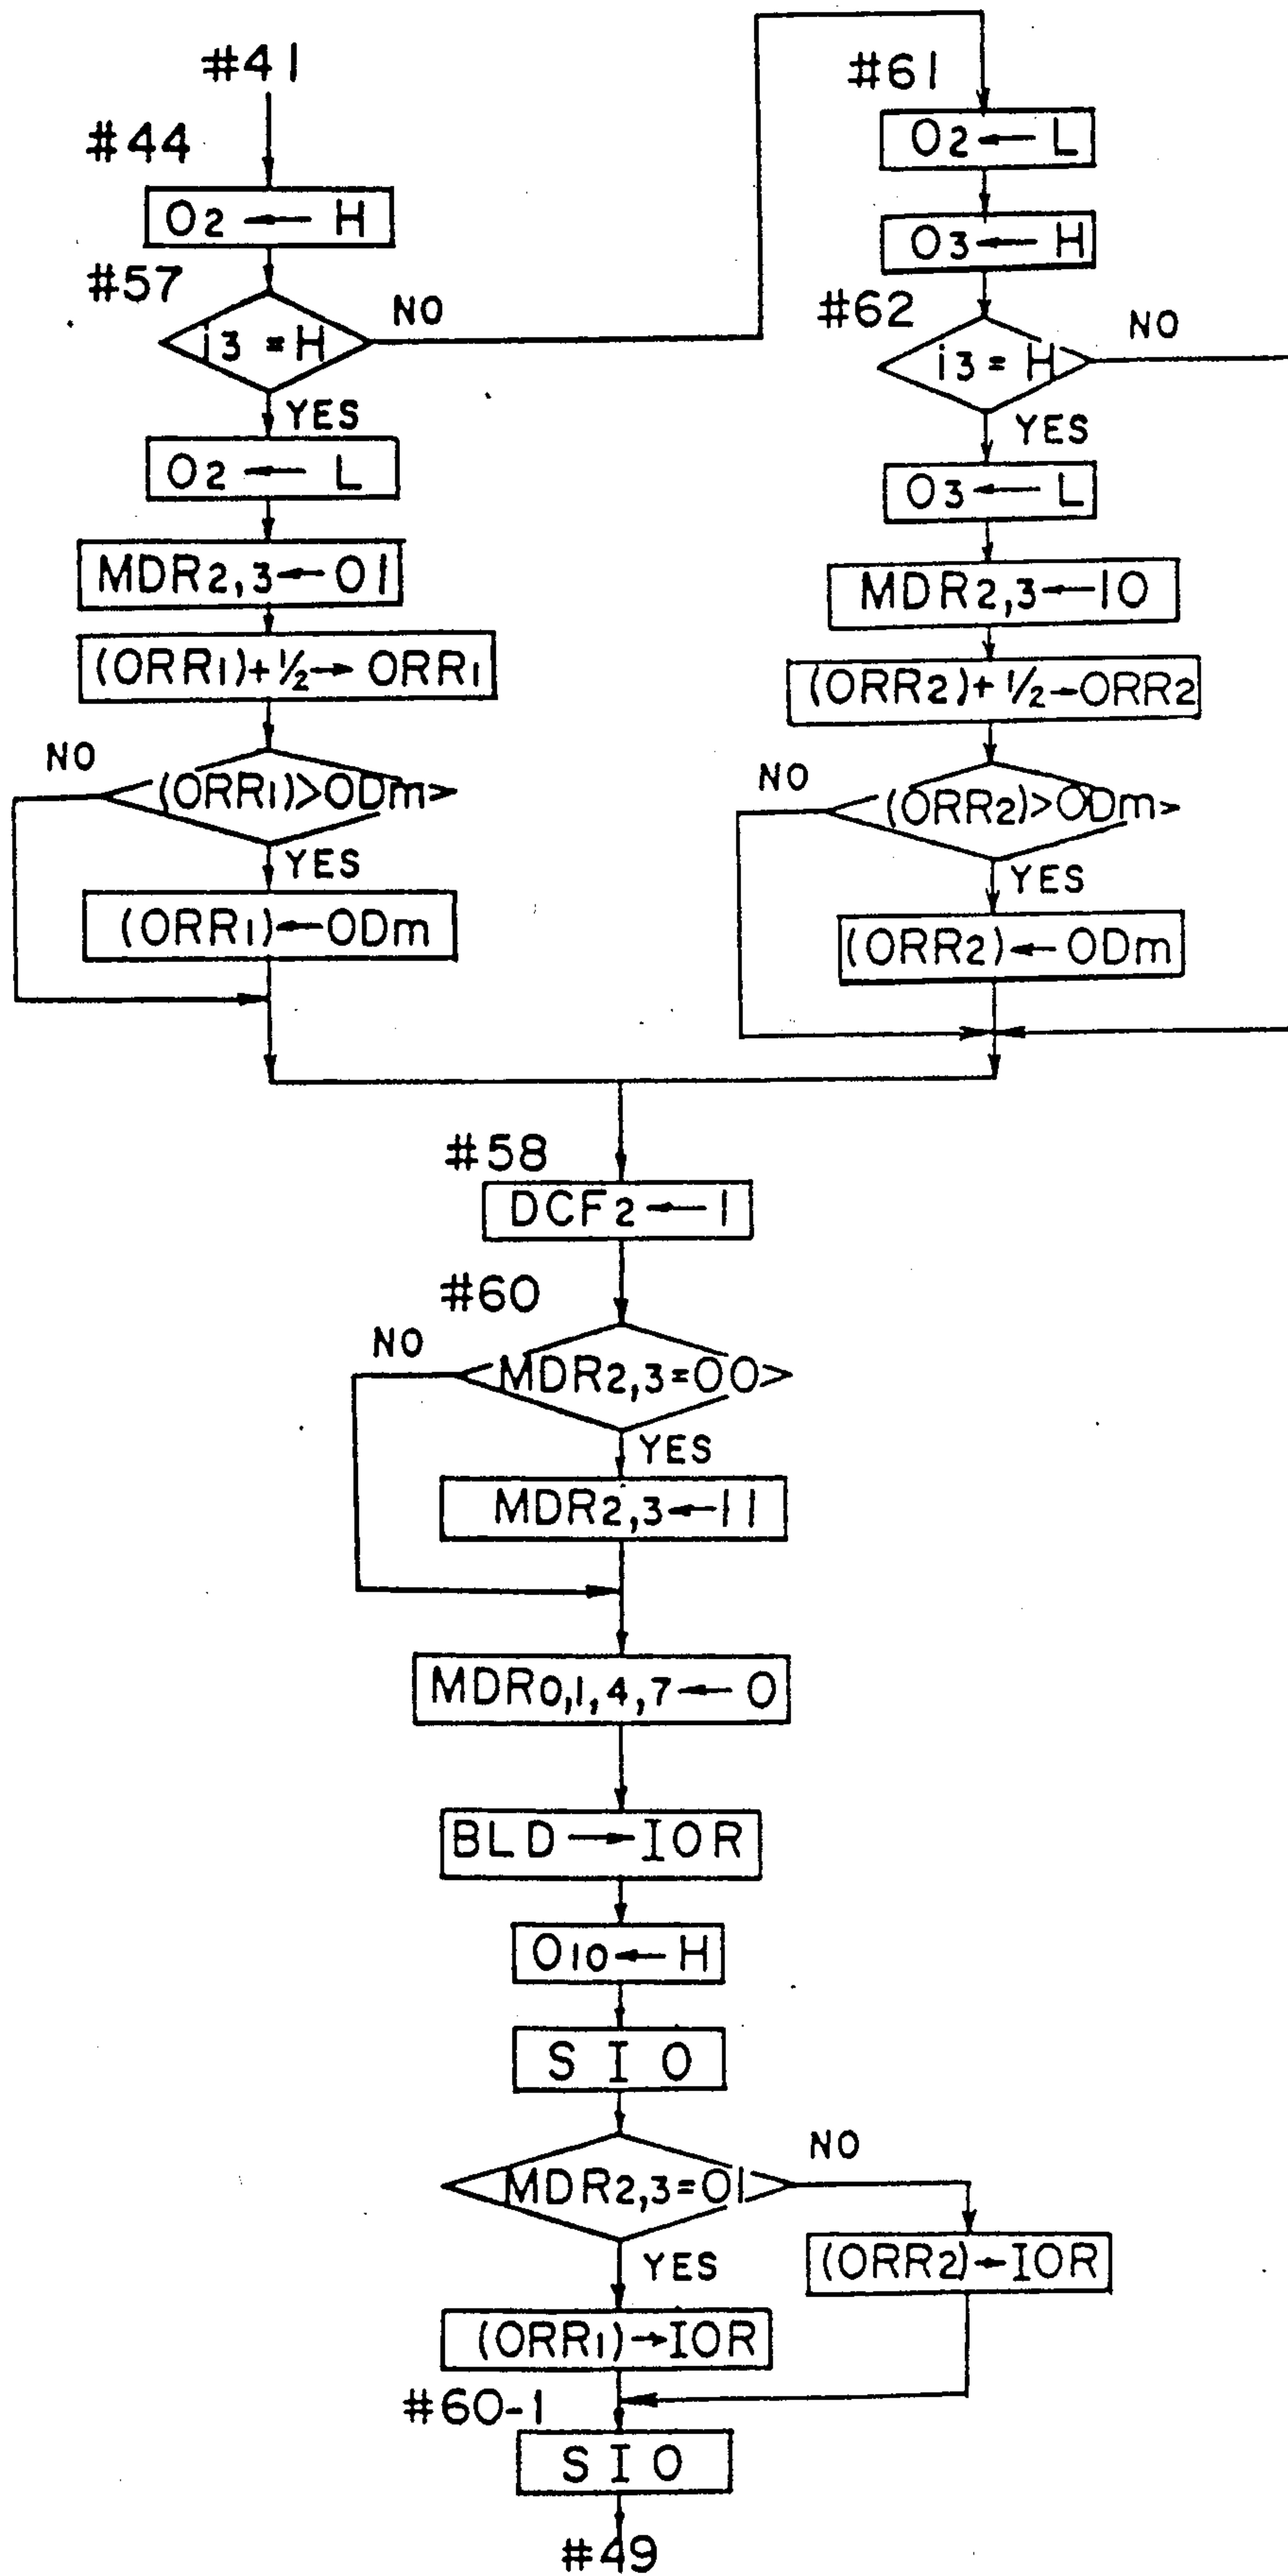 #41
#44
O2 ← H
#57
i3 = H
NO
YES
O2 ← L
MDR2,3 ← 01
(ORR1)+½ → ORR1
NO
(ORR1)>ODm
YES
(ORR1) ← ODm
#61
O2 ← L
O3 ← H
#62
i3 = H
NO
YES
O3 ← L
MDR2,3 ← 10
(ORR2)+½ → ORR2
NO
(ORR2)>ODm
YES
(ORR2) ← ODm
#58
DCF2 ← 1
#60
NO
MDR2,3=00
YES
MDR2,3 ← 11
MDR0,1,4,7 ← 0
BLD → IOR
O10 ← H
SIO
MDR2,3=01
NO
YES
(ORR2) → IOR
(ORR1) → IOR
#60-1
SIO
#49